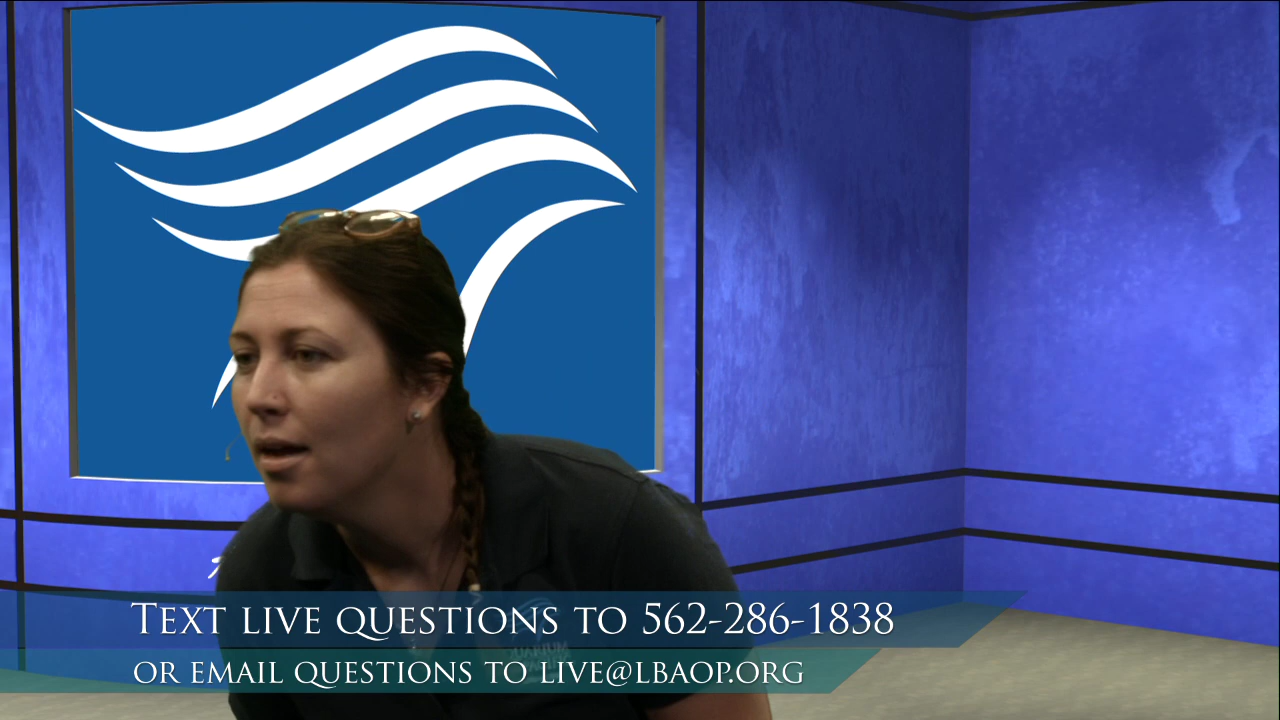 TEXT LIVE QUESTIONS TO 562-286-1838
OR EMAIL QUESTIONS TO LIVE@LBAOP.ORG